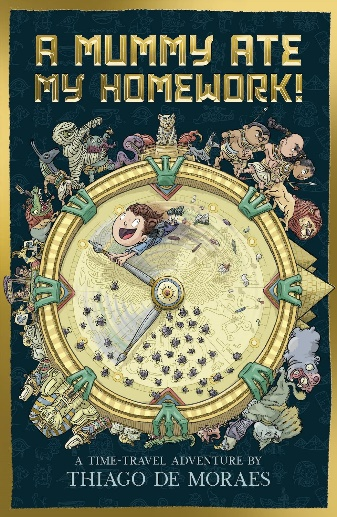 A MUMMY ATE
MY HOMEWORK!
A TIME-TRAVEL ADVENTURE BY
THIAGO DE MORAES